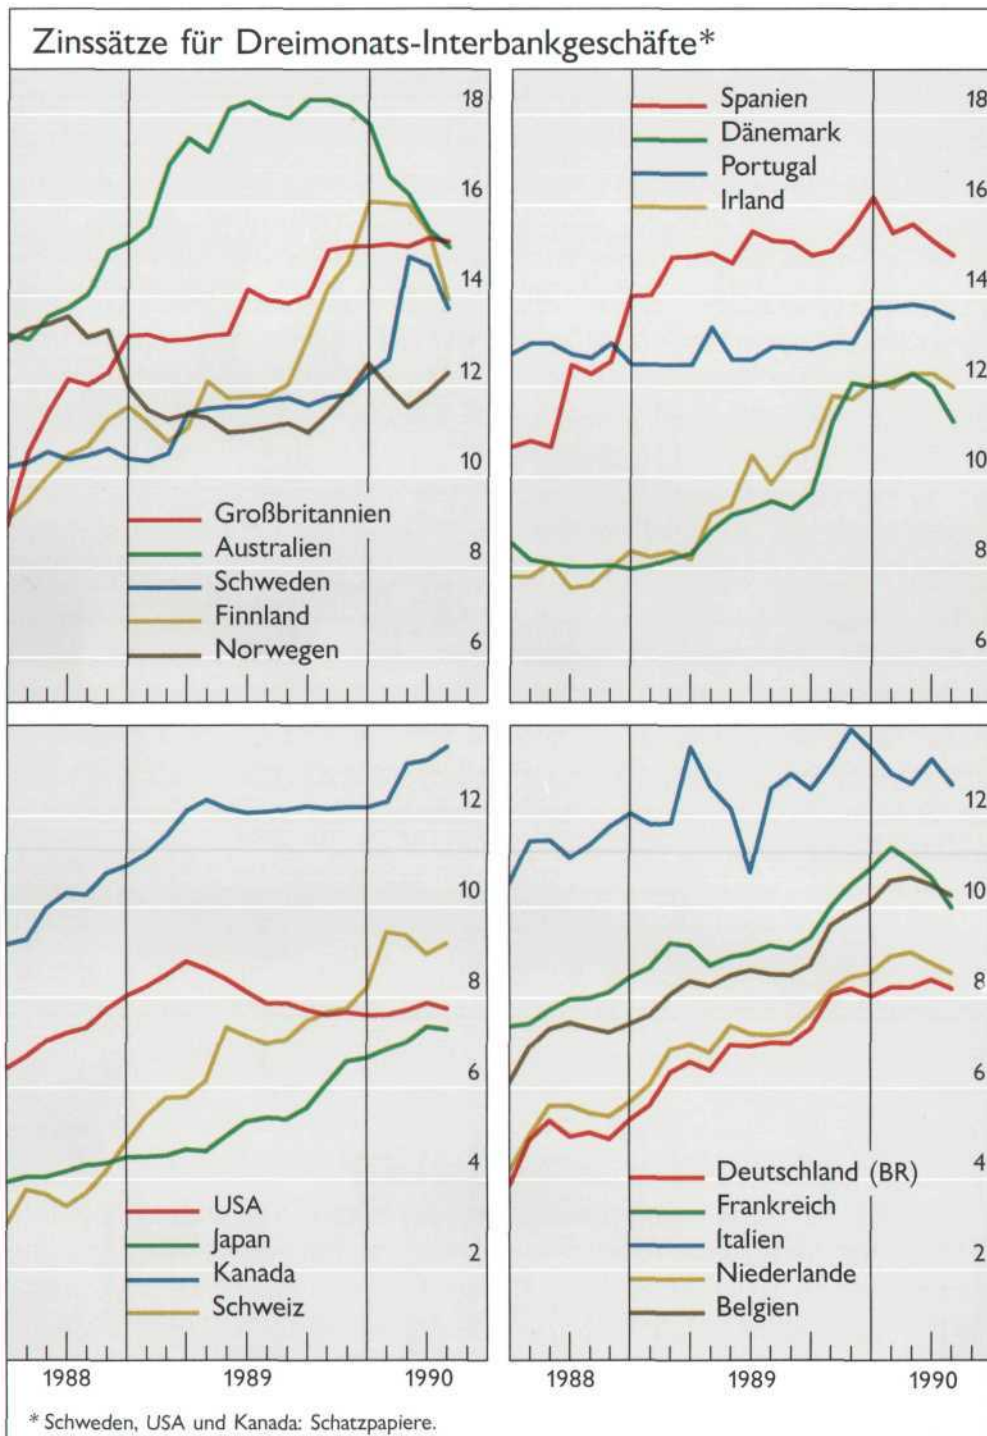 Zinssätze für Dreimonats-Interbankgeschäfte*
18
16
14
12
10
8
6
Großbritannien
Australien
Schweden
Finnland
Norwegen
Spanien
Dänemark
Portugal
Irland
18
16
14
12
10
8
6
12
10
8
6
4
2
USA
Japan
Kanada
Schweiz
1988
1989
1990
12
10
8
6
4
2
Deutschland (BR)
Frankreich
Italien
Niederlande
Belgien
1988
1989
1990
* Schweden, USA und Kanada: Schatzpapiere.